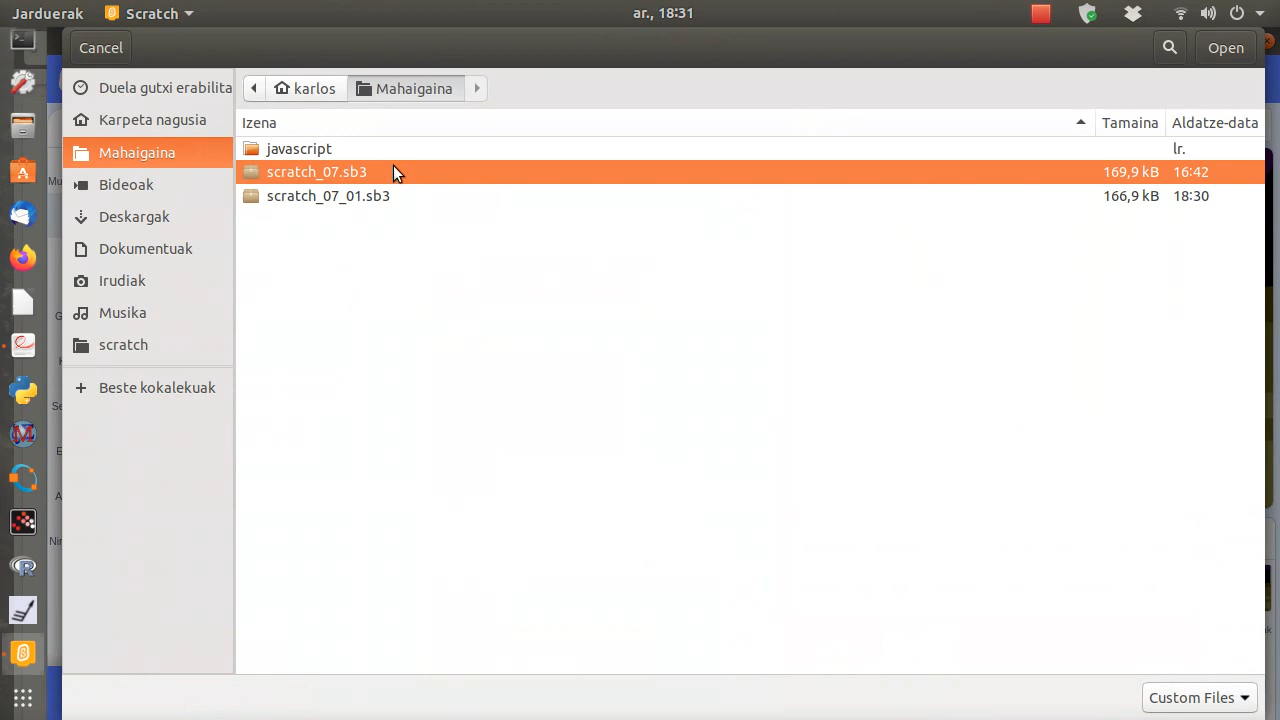 Jarduerak Scratch ar., 18:31
Cancel Open
Duela gutxi erabilita
karlos Mahaigaina
Karpeta nagusia
Izena Tamaina Aldatze-data
Mahaigaina
javascript lr.
scratch_07.sb3 169,9 kB 16:42
Bideoak
scratch_07_01.sb3 166,9 kB 18:30
Deskargak
Dokumentuak
Irudiak
Musika
scratch
Beste kokalekuak
Custom Files